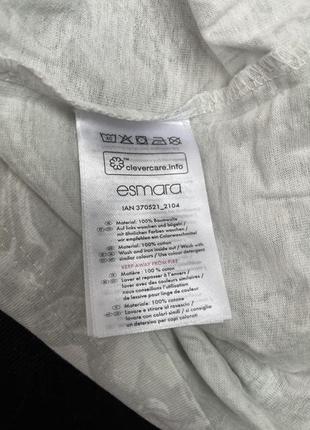 clevercare.info
esmara
IAN 370521_2104
Material: 100% Baumwolle
Auf links waschen und bügeln/
mit ähnlichen Farben waschen/
wir empfehlen ein Colorwaschmittel
Material: 100% cotton
Wash and iron inside out/ Wash with
similar colours/ Use colour detergent
KEEP AWAY FROM FIRE
Matière: 100 % coton
Laver et repasser à l'envers/
laver avec des couleurs similaires/
nous conseillons l'utilisation
de lessive pour linge de couleur
Materiale: 100% cotone
Lavare e stirare al rovescio/
lavare con colori simili/ si consiglia
un detersivo per capi colorati